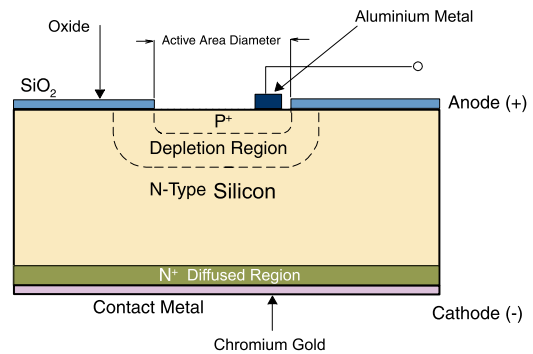 Aluminium Metal
Oxide
Active Area Diameter
SiO2
Anode (+)
P+
Depletion Region
N-Type Silicon
N+ Diffused Region
Contact Metal
Cathode (-)
Chromium Gold